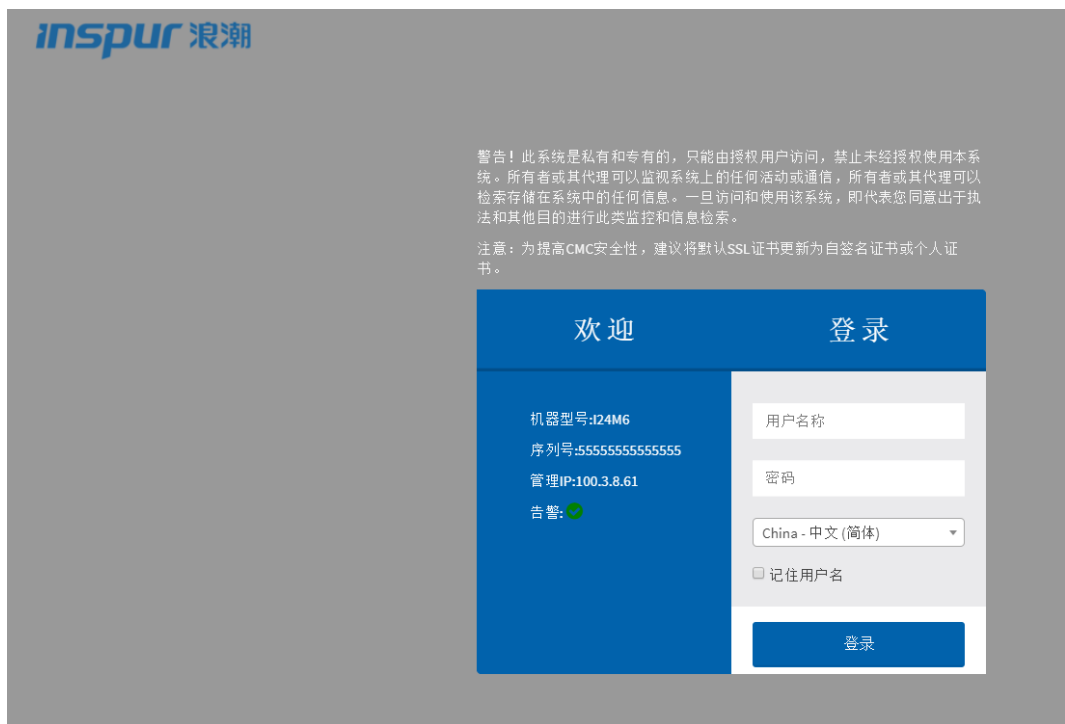 inspur 浪潮
警告！此系统是私有和专有的，只能由授权用户访问，禁止未经授权使用本系
统。所有者或其代理可以监视系统上的任何活动或通信，所有者或其代理可以
检索存储在系统中的任何信息。一旦访问和使用该系统，即代表您同意出于执
法和其他目的进行此类监控和信息检索。
注意：为提高CMC安全性，建议将默认SSL证书更新为自签名证书或个人证
书。
欢迎
登录
机器型号:I24M6
序列号:55555555555555
管理IP:100.3.8.61
告警:
用户名称
密码
China - 中文 (简体)
记住用户名
登录